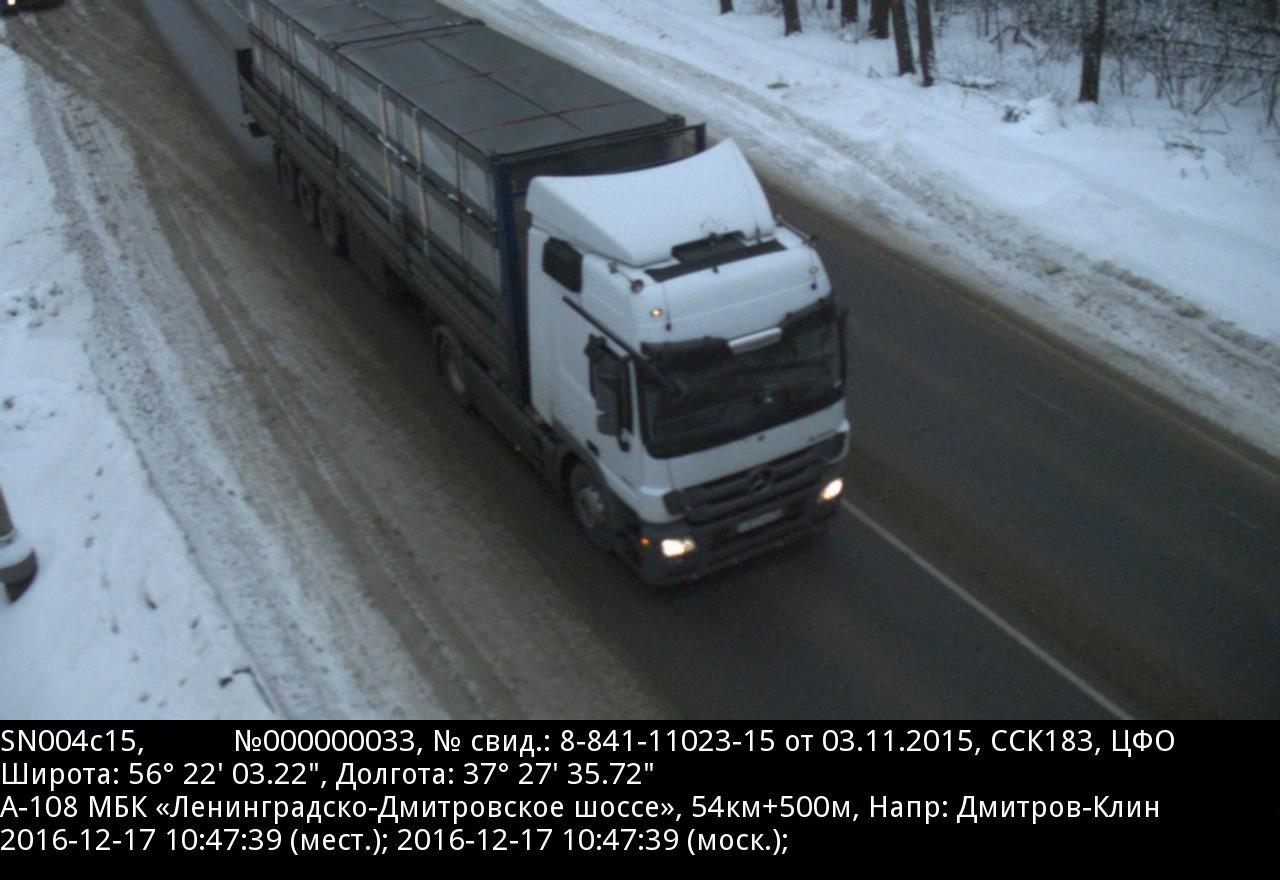 SN004c15, №000000033, № свид.: 8-841-11023-15 от 03.11.2015, ССК183, ЦФО
Широта: 56° 22' 03.22", Долгота: 37° 27' 35.72"
А-108 МБК «Ленинградско-Дмитровское шоссе», 54км+500м, Напр: Дмитров-Клин
2016-12-17 10:47:39 (мест.); 2016-12-17 10:47:39 (моск.);